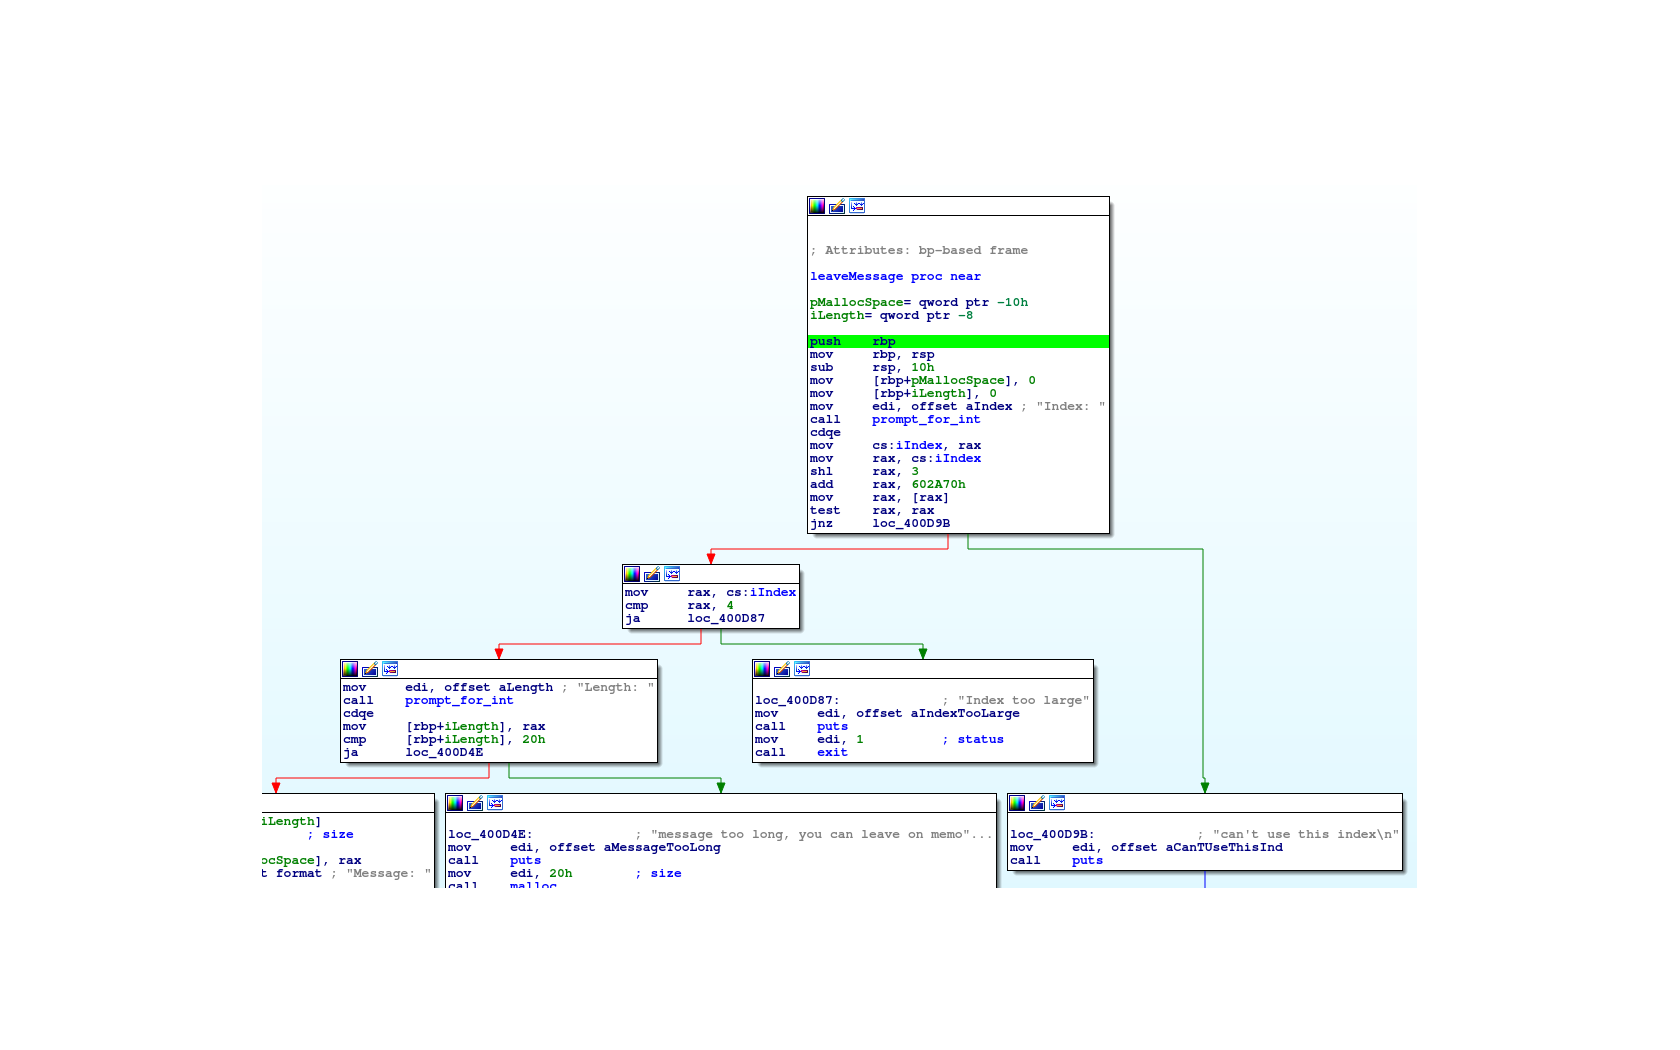 ; Attributes: bp-based frame
leaveMessage proc near
pMallocSpace= qword ptr -10h
iLength= qword ptr -8
push    rbp
mov     rbp, rsp
sub     rsp, 10h
mov     [rbp+pMallocSpace], 0
mov     [rbp+iLength], 0
mov     edi, offset aIndex ; "Index: "
call    prompt_for_int
cdqe
mov     cs:iIndex, rax
mov     rax, cs:iIndex
shl     rax, 3
add     rax, 602A70h
mov     rax, [rax]
test    rax, rax
jnz     loc_400D9B
mov     rax, cs:iIndex
cmp     rax, 4
ja      loc_400D87
mov     edi, offset aLength ; "Length: "
call    prompt_for_int
cdqe
mov     [rbp+iLength], rax
cmp     [rbp+iLength], 20h
ja      loc_400D4E
loc_400D87:             ; "Index too large"
mov     edi, offset aIndexTooLarge
call    puts
mov     edi, 1          ; status
call    exit
iLength]
; size
ocSpace], rax
t format ; "Message: "
loc_400D4E:             ; "message too long, you can leave on memo"...
mov     edi, offset aMessageTooLong
call    puts
mov     edi, 20h        ; size
call    malloc
loc_400D9B:             ; "can't use this index\n"
mov     edi, offset aCanTUseThisInd
call    puts